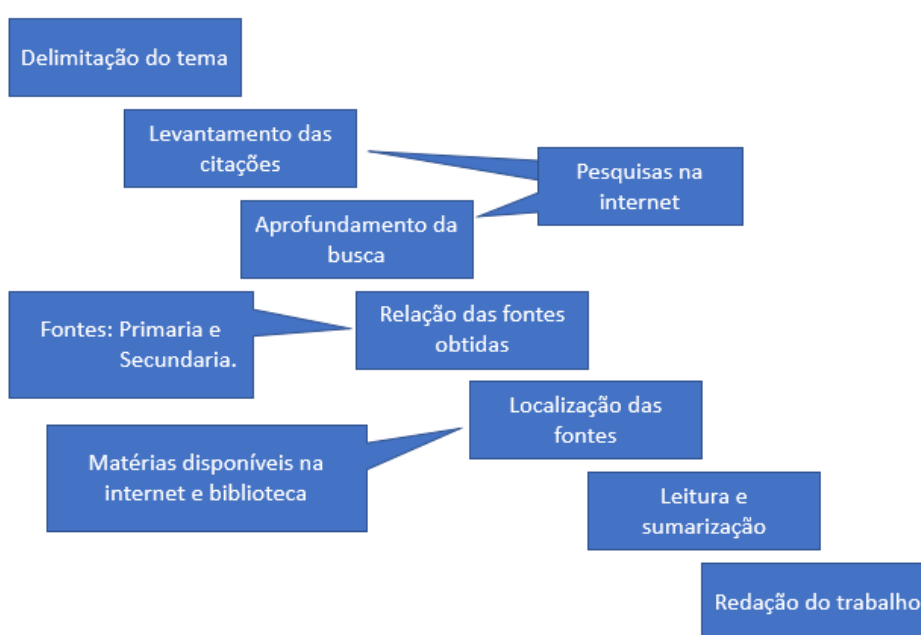 Delimitação do tema
Levantamento das
citações
Pesquisas na
internet
Aprofundamento da
busca
Fontes: Primaria e
Secundaria.
Relação das fontes
obtidas
Localização das
fontes
Matérias disponíveis na
internet e biblioteca
Leitura e
sumarização
Redação do trabalho